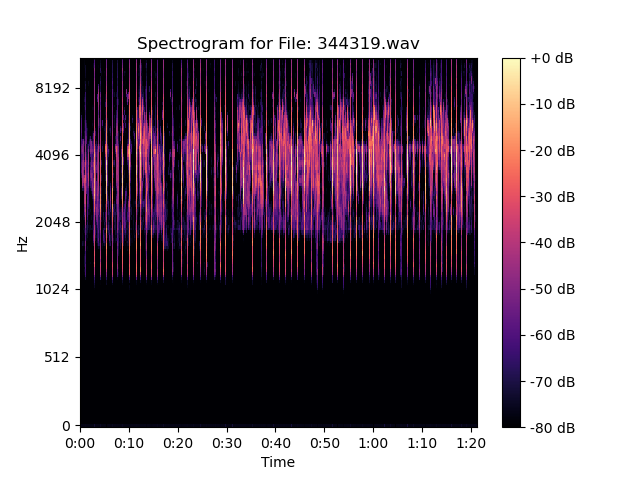 Spectrogram for File: 344319.wav
+0 dB
8192
-10 dB
4096
-20 dB
-30 dB
2048
-40 dB
Hz
1024
-50 dB
-60 dB
512
-70 dB
0
-80 dB
0:00 0:10 0:20 0:30 0:40 0:50 1:00 1:10 1:20
Time